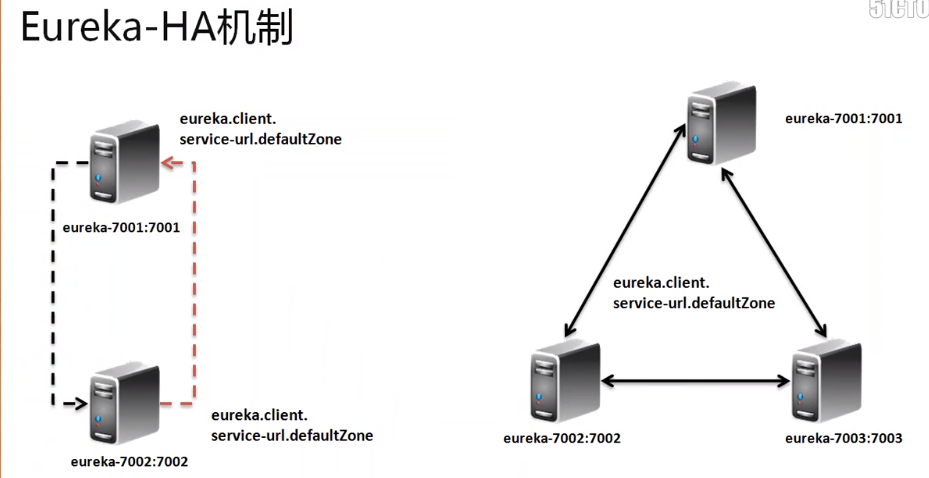 Eureka-HA机制
51CTO
eureka.client.
service-url.defaultZone
eureka-7001:7001
eureka.client.
service-url.defaultZone
eureka-7002:7002
eureka-7001:7001
eureka.client.
service-url.defaultZone
eureka-7002:7002
eureka-7003:7003